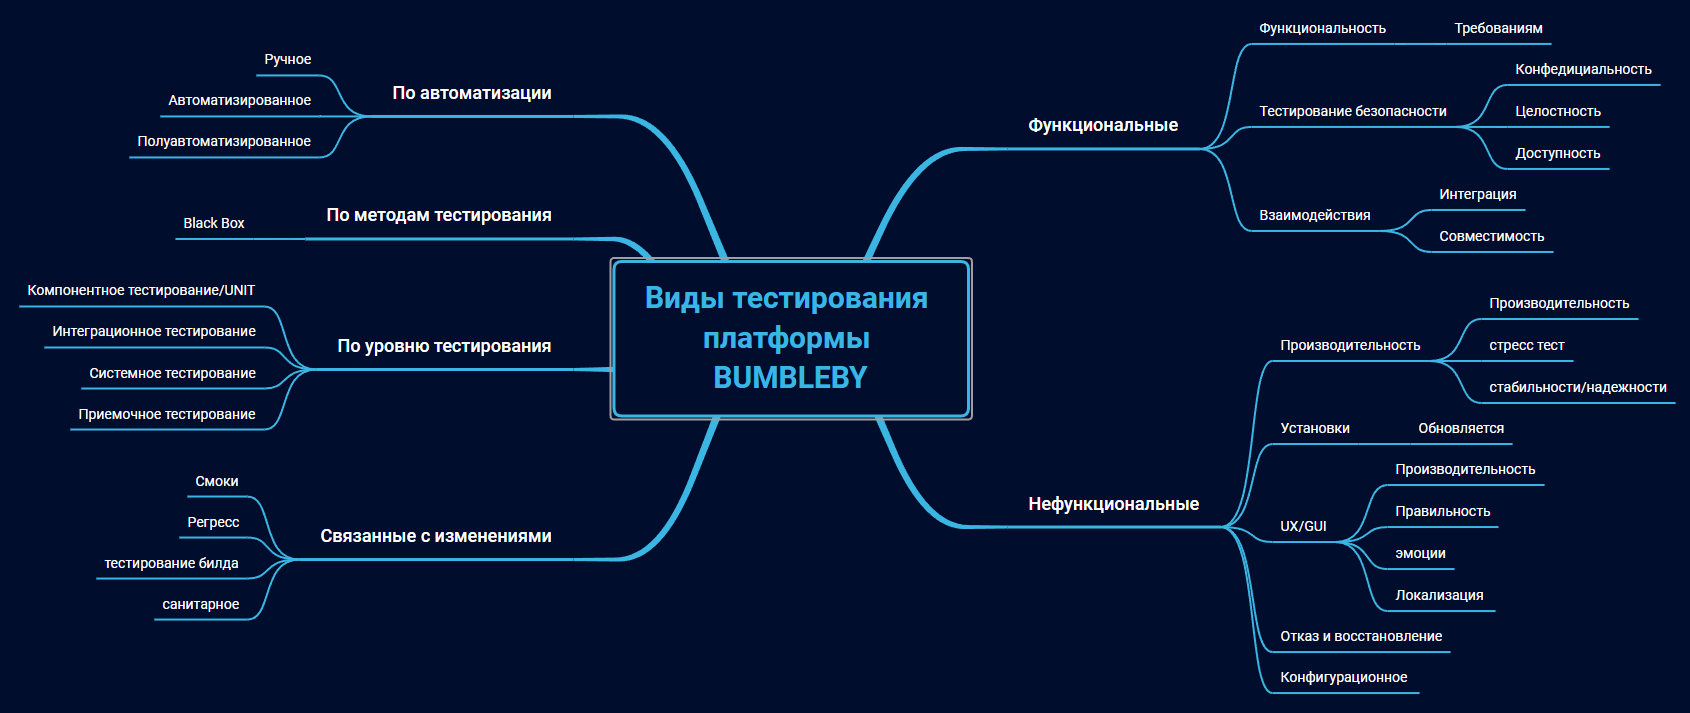 Виды тестирования
платформы
BUMBLEBY
По автоматизации
Ручное
Автоматизированное
Полуавтоматизированное
По методам тестирования
Black Box
По уровню тестирования
Компонентное тестирование/UNIT
Интеграционное тестирование
Системное тестирование
Приемочное тестирование
Связанные с изменениями
Смоки
Регресс
тестирование билда
санитарное
Функциональные
Функциональность
Требованиям
Тестирование безопасности
Конфедициальность
Целостность
Доступность
Взаимодействия
Интеграция
Совместимость
Нефункциональные
Производительность
Производительность
стресс тест
стабильности/надежности
Установки
Обновляется
UX/GUI
Производительность
Правильность
эмоции
Локализация
Отказ и восстановление
Конфигурационное